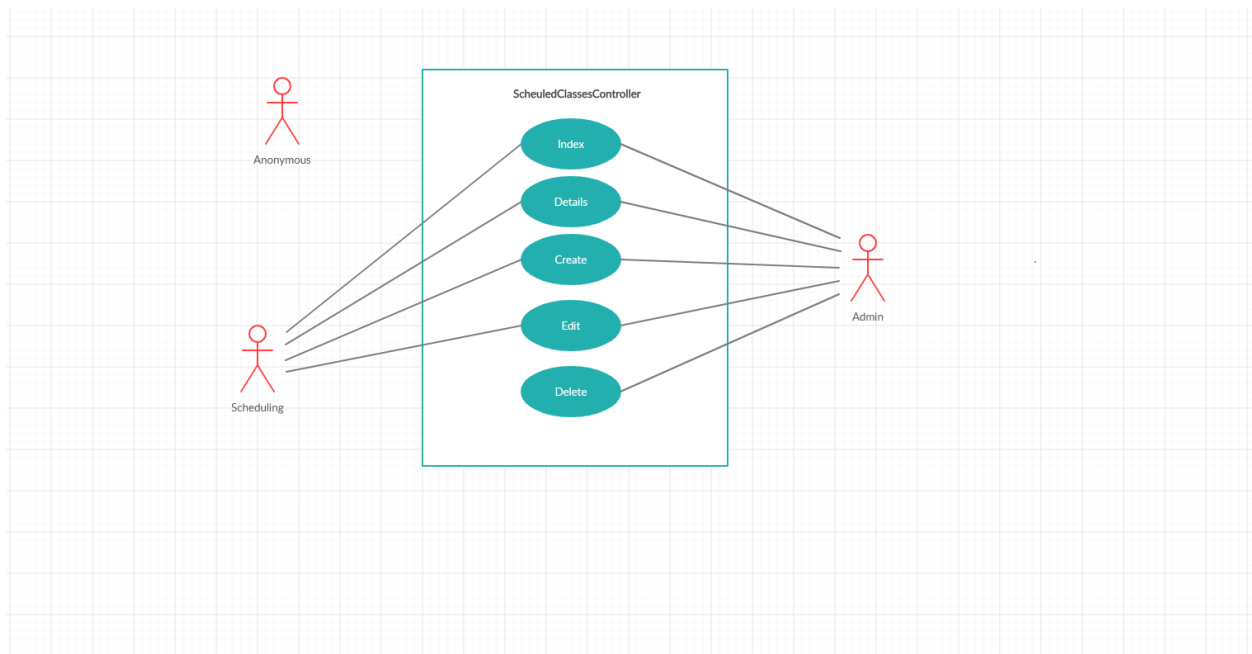 ScheuledClassesController
Anonymous
Index
Details
Create
Edit
Delete
Admin
Scheduling